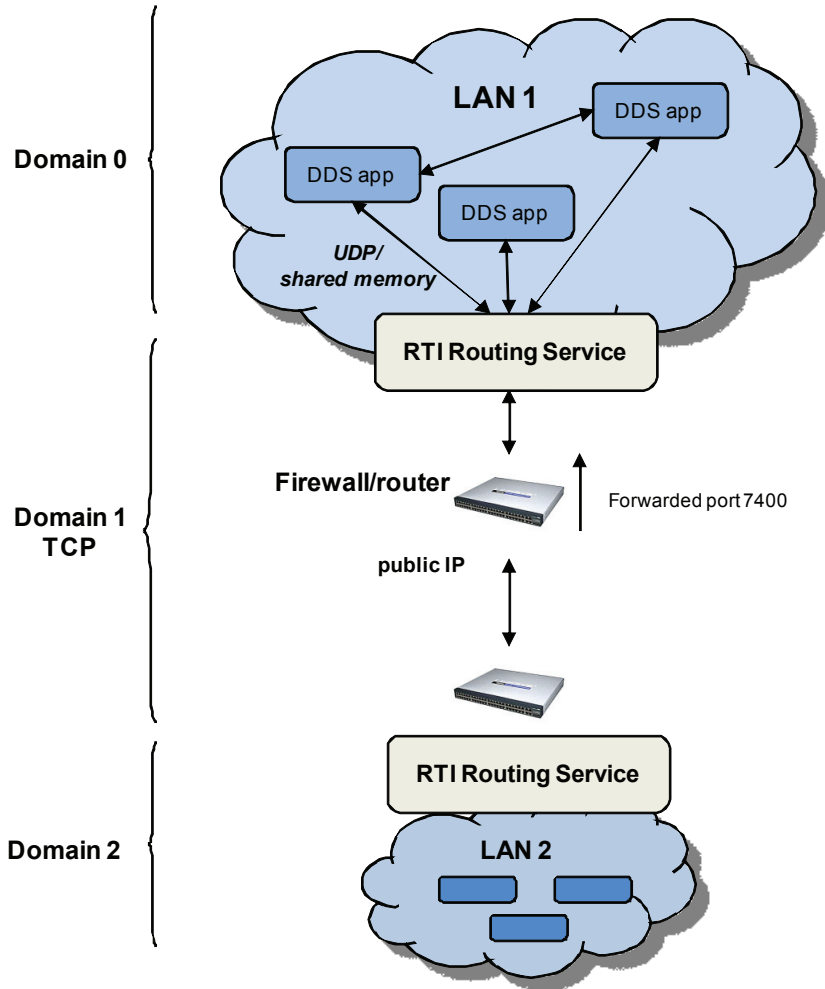 LAN 1
DDS app
Domain 0
DDS app
DDS app
UDP/
shared memory
RTI Routing Service
Firewall/router
Forwarded port 7400
Domain 1
TCP
public IP
RTI Routing Service
Domain 2
LAN 2